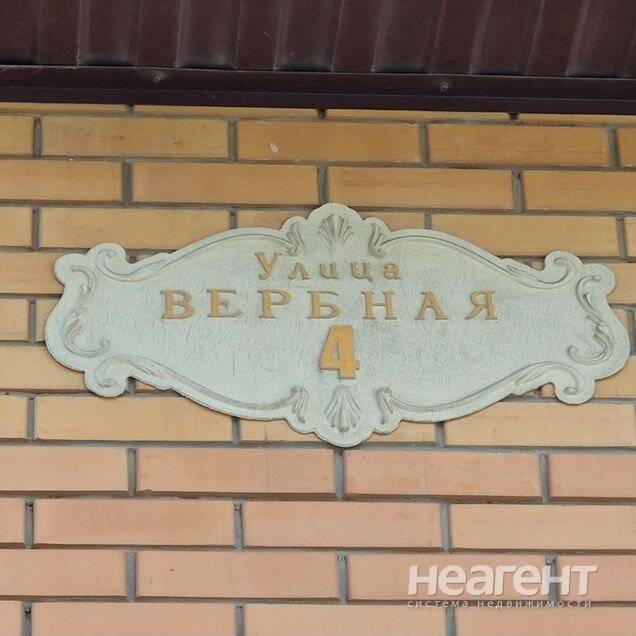 Улица
ВЕРБНАЯ
4
Неагент
система недвижимости